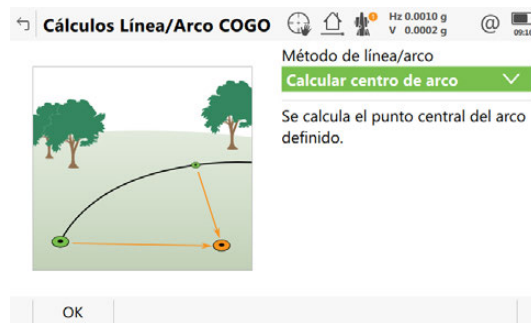 Cálculos Línea/Arco COGO
Hz 0.0010 g
V 0.0002 g
@
Método de línea/arco
Calcular centro de arco
Se calcula el punto central del arco
definido.
OK